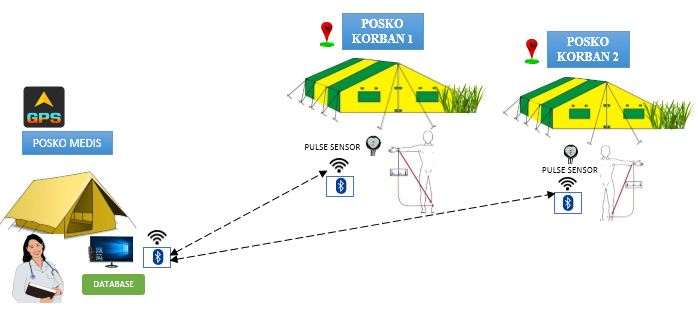 POSKO
KORBAN 1
POSKO
KORBAN 2
GPS
POSKO MEDIS
PULSE SENSOR
PULSE SENSOR
DATABASE